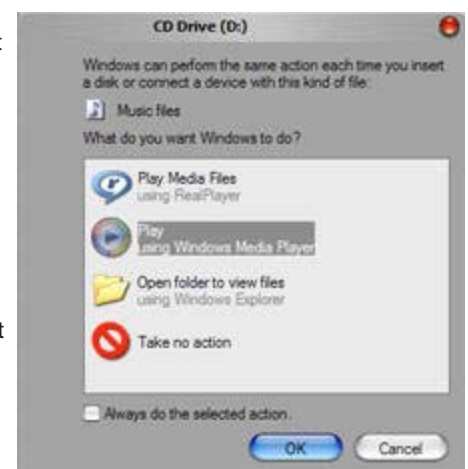 CD Drive (D:)
Windows can perform the same action each time you insert
a disk or connect a device with this kind of file:
Music files
What do you want Windows to do?
Play Media Files
using RealPlayer
Play
using Windows Media Player
Open folder to view files
using Windows Explorer
Take no action
Always do the selected action.
OK
Cancel